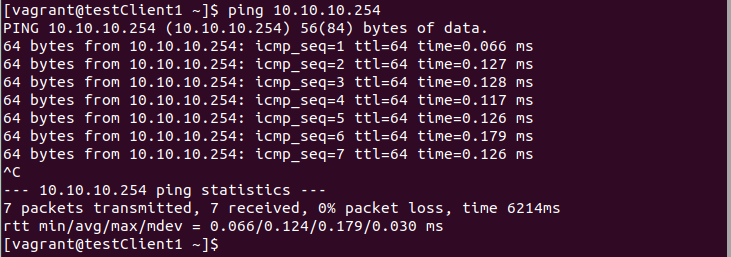 [vagrant@testClient1 ~]$ ping 10.10.10.254
PING 10.10.10.254 (10.10.10.254) 56(84) bytes of data.
64 bytes from 10.10.10.254: icmp_seq=1 ttl=64 time=0.066 ms
64 bytes from 10.10.10.254: icmp_seq=2 ttl=64 time=0.127 ms
64 bytes from 10.10.10.254: icmp_seq=3 ttl=64 time=0.128 ms
64 bytes from 10.10.10.254: icmp_seq=4 ttl=64 time=0.117 ms
64 bytes from 10.10.10.254: icmp_seq=5 ttl=64 time=0.126 ms
64 bytes from 10.10.10.254: icmp_seq=6 ttl=64 time=0.179 ms
64 bytes from 10.10.10.254: icmp_seq=7 ttl=64 time=0.126 ms
^C
--- 10.10.10.254 ping statistics ---
7 packets transmitted, 7 received, 0% packet loss, time 6214ms
rtt min/avg/max/mdev = 0.066/0.124/0.179/0.030 ms
[vagrant@testClient1 ~]$